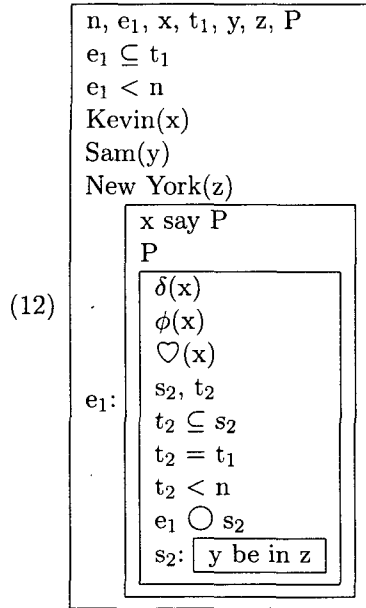 n, e₁, x, t₁, y, z, P
e₁ ⊆ t₁
e₁ < n
Kevin(x)
Sam(y)
New York(z)
x say P
P
δ(x)
ϕ(x)
(12)
♡(x)
e₁:
s₂, t₂
t₂ ⊆ s₂
t₂ = t₁
t₂ < n
e₁ ◯ s₂
s₂: y be in z